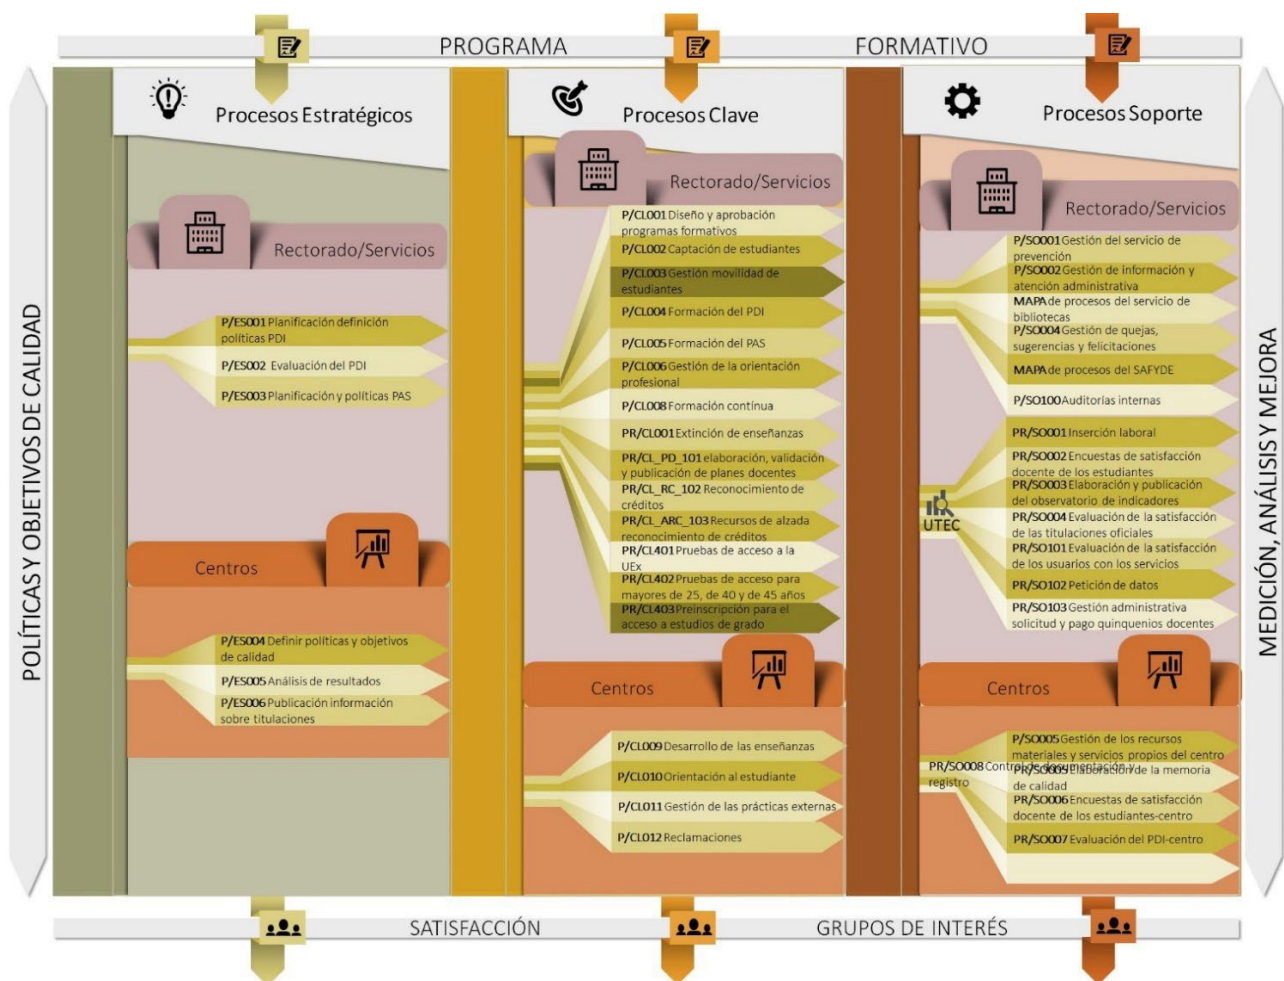 PROGRAMA FORMATIVO
POLÍTICAS Y OBJETIVOS DE CALIDAD
Procesos Estratégicos
Rectorado/Servicios
P/ES001 Planificación definición
políticas PDI
P/ES002 Evaluación del PDI
P/ES003 Planificación y políticas PAS
Centros
P/ES004 Definir políticas y objetivos
de calidad
P/ES005 Análisis de resultados
P/ES006 Publicación información
sobre titulaciones
Procesos Clave
Rectorado/Servicios
P/CL001 Diseño y aprobación
programas formativos
P/CL002 Captación de estudiantes
P/CL003 Gestión movilidad de
estudiantes
P/CL004 Formación del PDI
P/CL005 Formación del PAS
P/CL006 Gestión de la orientación
profesional
P/CL008 Formación contínua
PR/CL001 Extinción de enseñanzas
PR/CL_PD_101 elaboración, validación
y publicación de planes docentes
PR/CL_RC_102 Reconocimiento de
créditos
PR/CL_ARC_103 Recursos de alzada
reconocimiento de créditos
PR/CL401 Pruebas de acceso a la
UEx
PR/CL402 Pruebas de acceso para
mayores de 25, de 40 y de 45 años
PR/CL403 Preinscripción para el
acceso a estudios de grado
Centros
P/CL009 Desarrollo de las enseñanzas
P/CL010 Orientación al estudiante
P/CL011 Gestión de las prácticas externas
P/CL012 Reclamaciones
Procesos Soporte
Rectorado/Servicios
P/SO001 Gestión del servicio de
prevención
P/SO002 Gestión de información y
atención administrativa
MAPA de procesos del servicio de
bibliotecas
P/SO004 Gestión de quejas,
sugerencias y felicitaciones
MAPA de procesos del SAFYDE
P/SO100 Auditorías internas
UTEC
PR/SO001 Inserción laboral
PR/SO002 Encuestas de satisfacción
docente de los estudiantes
PR/SO003 Elaboración y publicación
del observatorio de indicadores
PR/SO004 Evaluación de la satisfacción
de las titulaciones oficiales
PR/SO101 Evaluación de la satisfacción
de los usuarios con los servicios
PR/SO102 Petición de datos
PR/SO103 Gestión administrativa
solicitud y pago quinquenios docentes
Centros
P/SO005 Gestión de los recursos
materiales y servicios propios del centro
PR/SO008 Control de documentación y
registro
PR/SO005 Elaboración de la memoria
de calidad
PR/SO006 Encuestas de satisfacción
docente de los estudiantes-centro
PR/SO007 Evaluación del PDI-centro
MEDICIÓN, ANÁLISIS Y MEJORA
SATISFACCIÓN GRUPOS DE INTERÉS